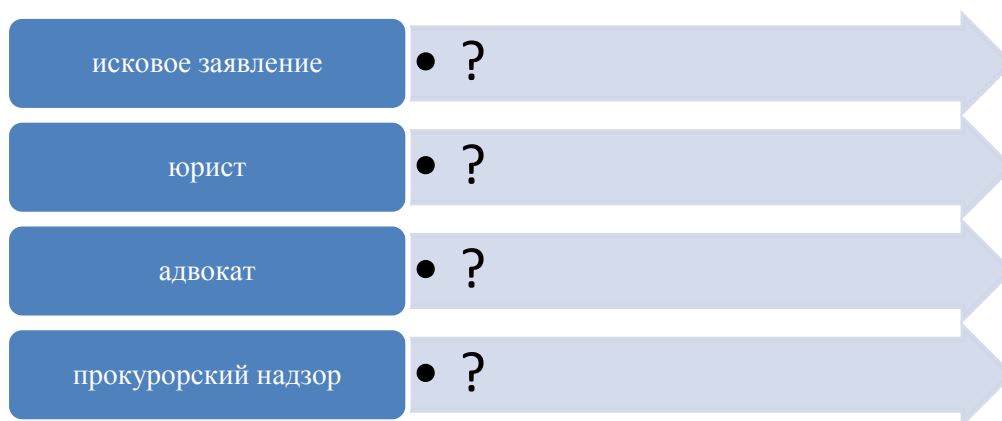 исковое заявление
• ?
юрист
• ?
адвокат
• ?
прокурорский надзор
• ?